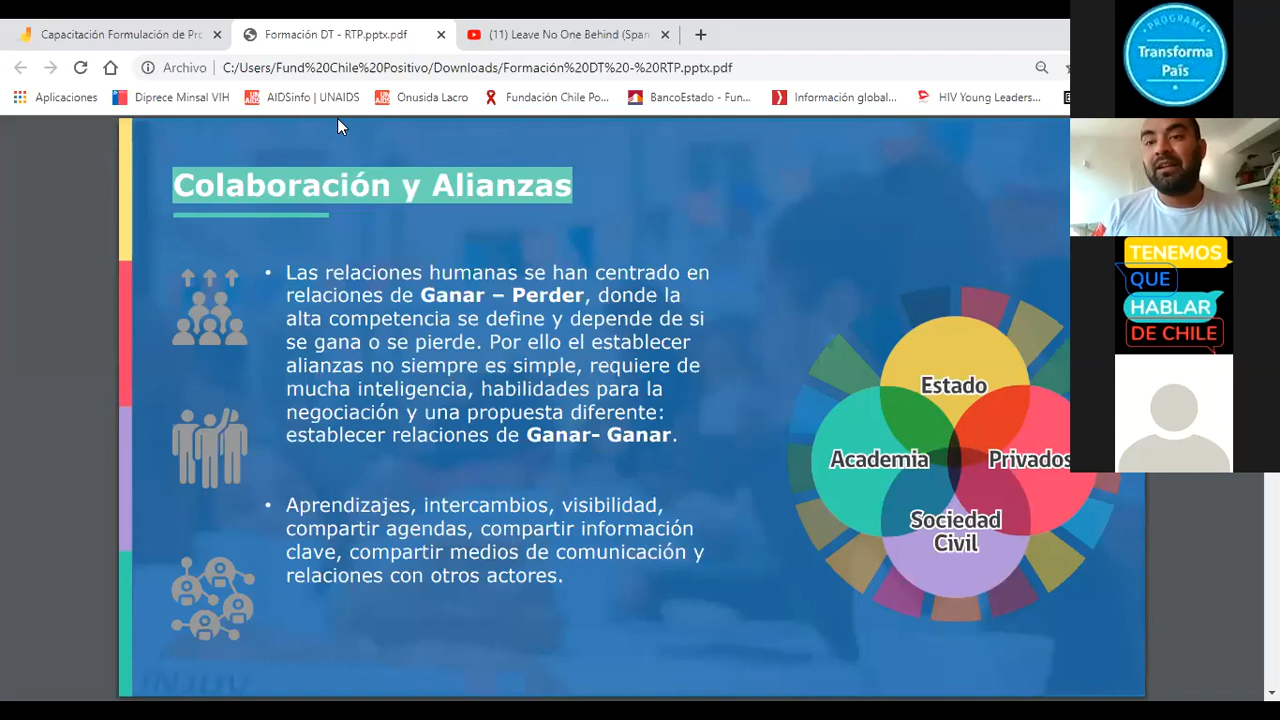 Capacitación Formulación de Pro
Formación DT - RTP.pptx.pdf
(11) Leave No One Behind (Span
Archivo
C:/Users/Fund%20Chile%20Positivo/Downloads/Formación%20DT%20-%20RTP.pptx.pdf
Aplicaciones
Diprece Minsal VIH
AIDSinfo | UNAIDS
Onusida Lacro
Fundación Chile Po...
BancoEstado - Fun...
Información global...
HIV Young Leaders...
PROGRAMA
Transforma
País
TENEMOS
QUE
HABLAR
DE CHILE
Colaboración y Alianzas
• Las relaciones humanas se han centrado en
relaciones de Ganar – Perder, donde la
alta competencia se define y depende de si
se gana o se pierde. Por ello el establecer
alianzas no siempre es simple, requiere de
mucha inteligencia, habilidades para la
negociación y una propuesta diferente:
establecer relaciones de Ganar- Ganar.
• Aprendizajes, intercambios, visibilidad,
compartir agendas, compartir información
clave, compartir medios de comunicación y
relaciones con otros actores.
Estado
Academia
Privados
Sociedad
Civil
INJUV